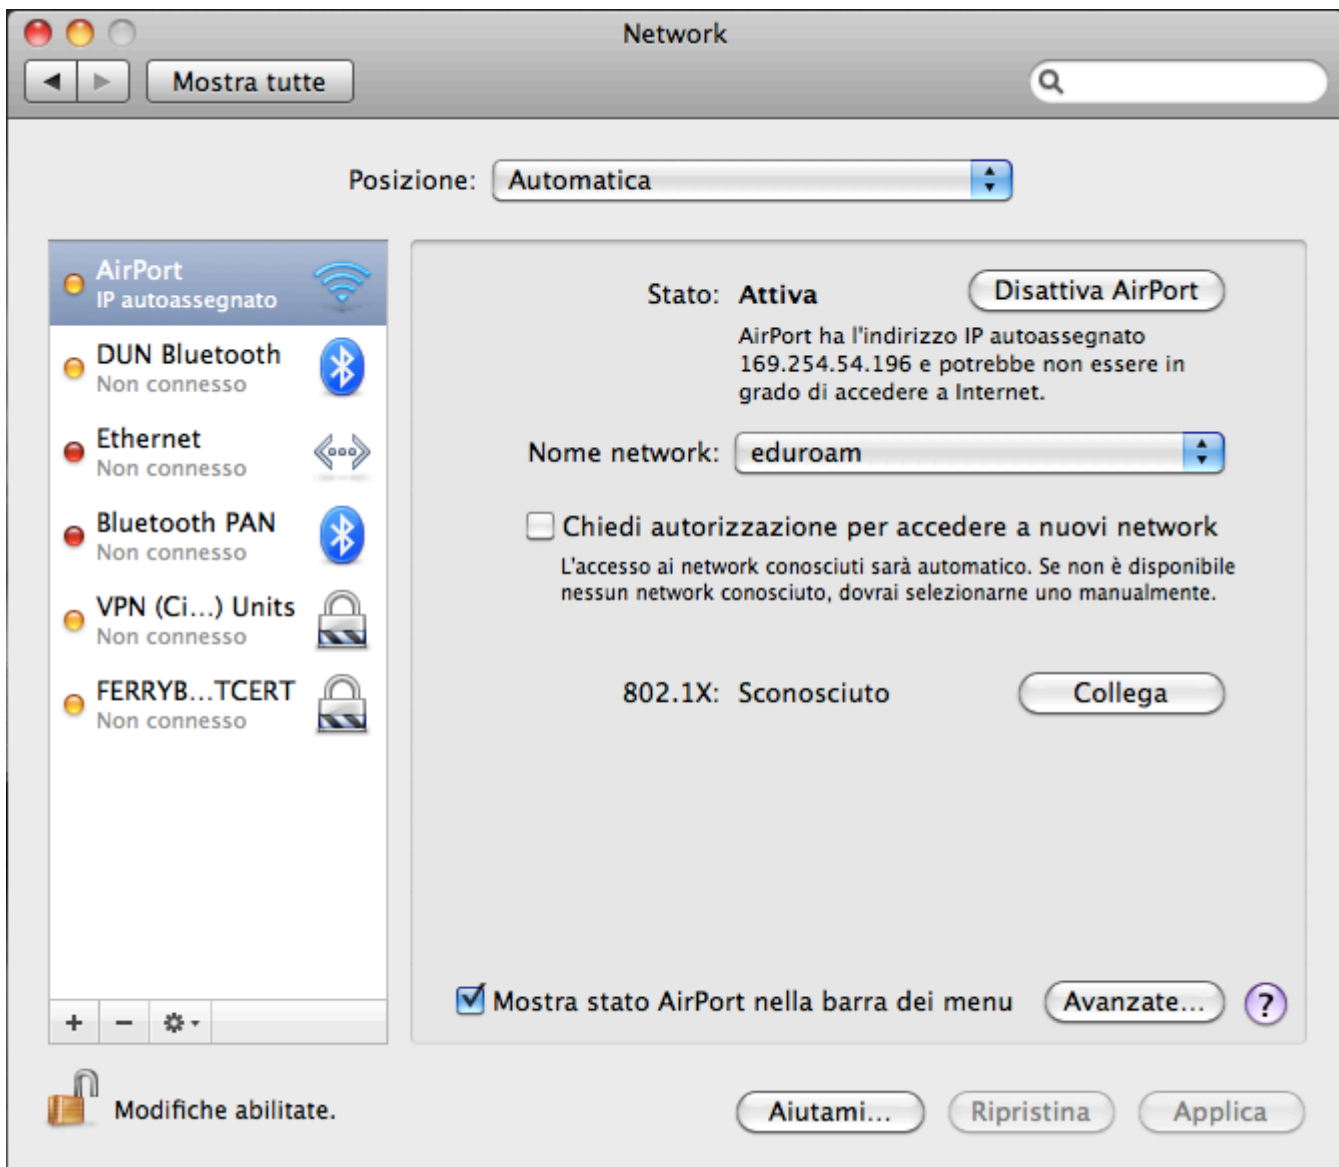 Network
Mostra tutte
Posizione: Automatica
AirPort
IP autoassegnato
DUN Bluetooth
Non connesso
Ethernet
Non connesso
Bluetooth PAN
Non connesso
VPN (Ci...) Units
Non connesso
FERRYB...TCERT
Non connesso
Stato: Attiva
Disattiva AirPort
AirPort ha l'indirizzo IP autoassegnato
169.254.54.196 e potrebbe non essere in
grado di accedere a Internet.
Nome network: eduroam
Chiedi autorizzazione per accedere a nuovi network
L'accesso ai network conosciuti sarà automatico. Se non è disponibile
nessun network conosciuto, dovrai selezionarne uno manualmente.
802.1X: Sconosciuto
Collega
Mostra stato AirPort nella barra dei menu
Avanzate...
?
Modifiche abilitate.
Aiutami...
Ripristina
Applica